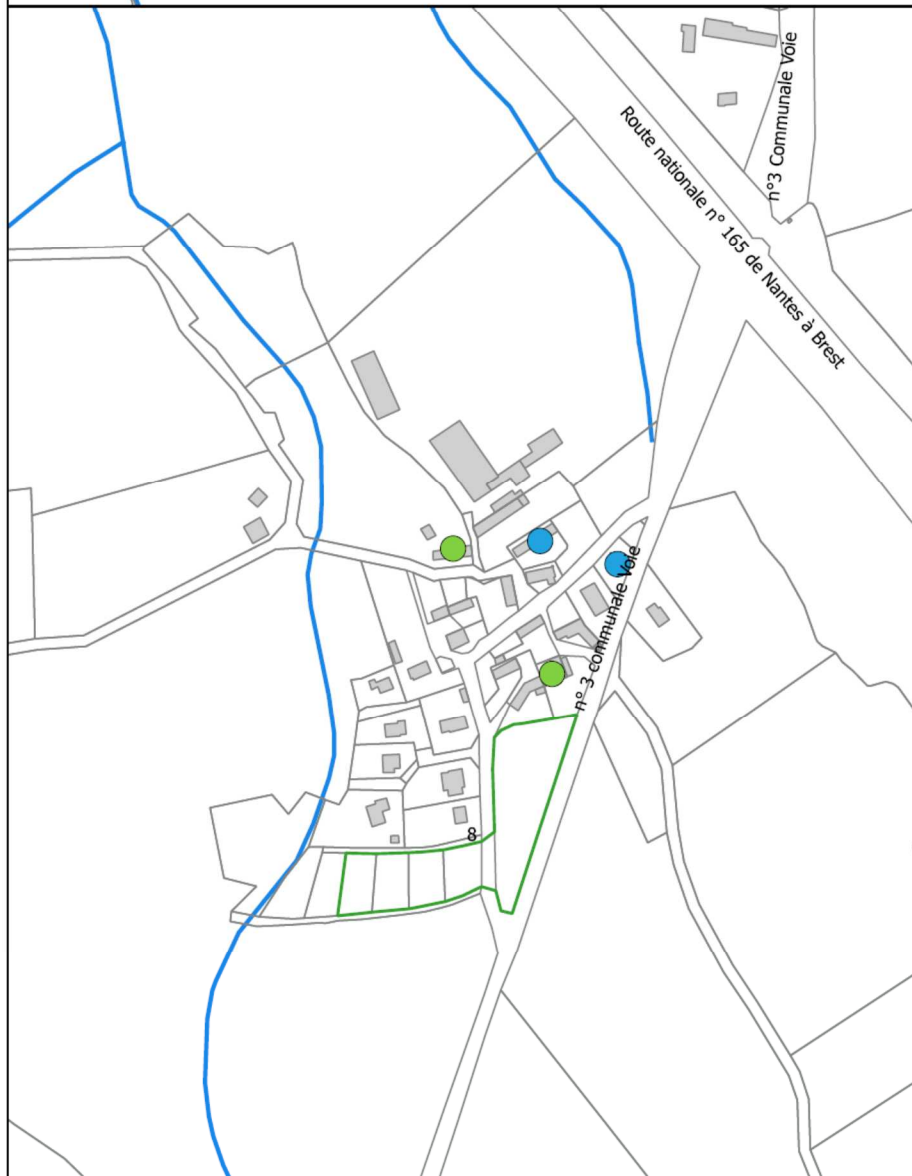 n°3 Communale Voie
Route nationale n° 165 de Nantes à Brest
n° 3 communale Voie
8